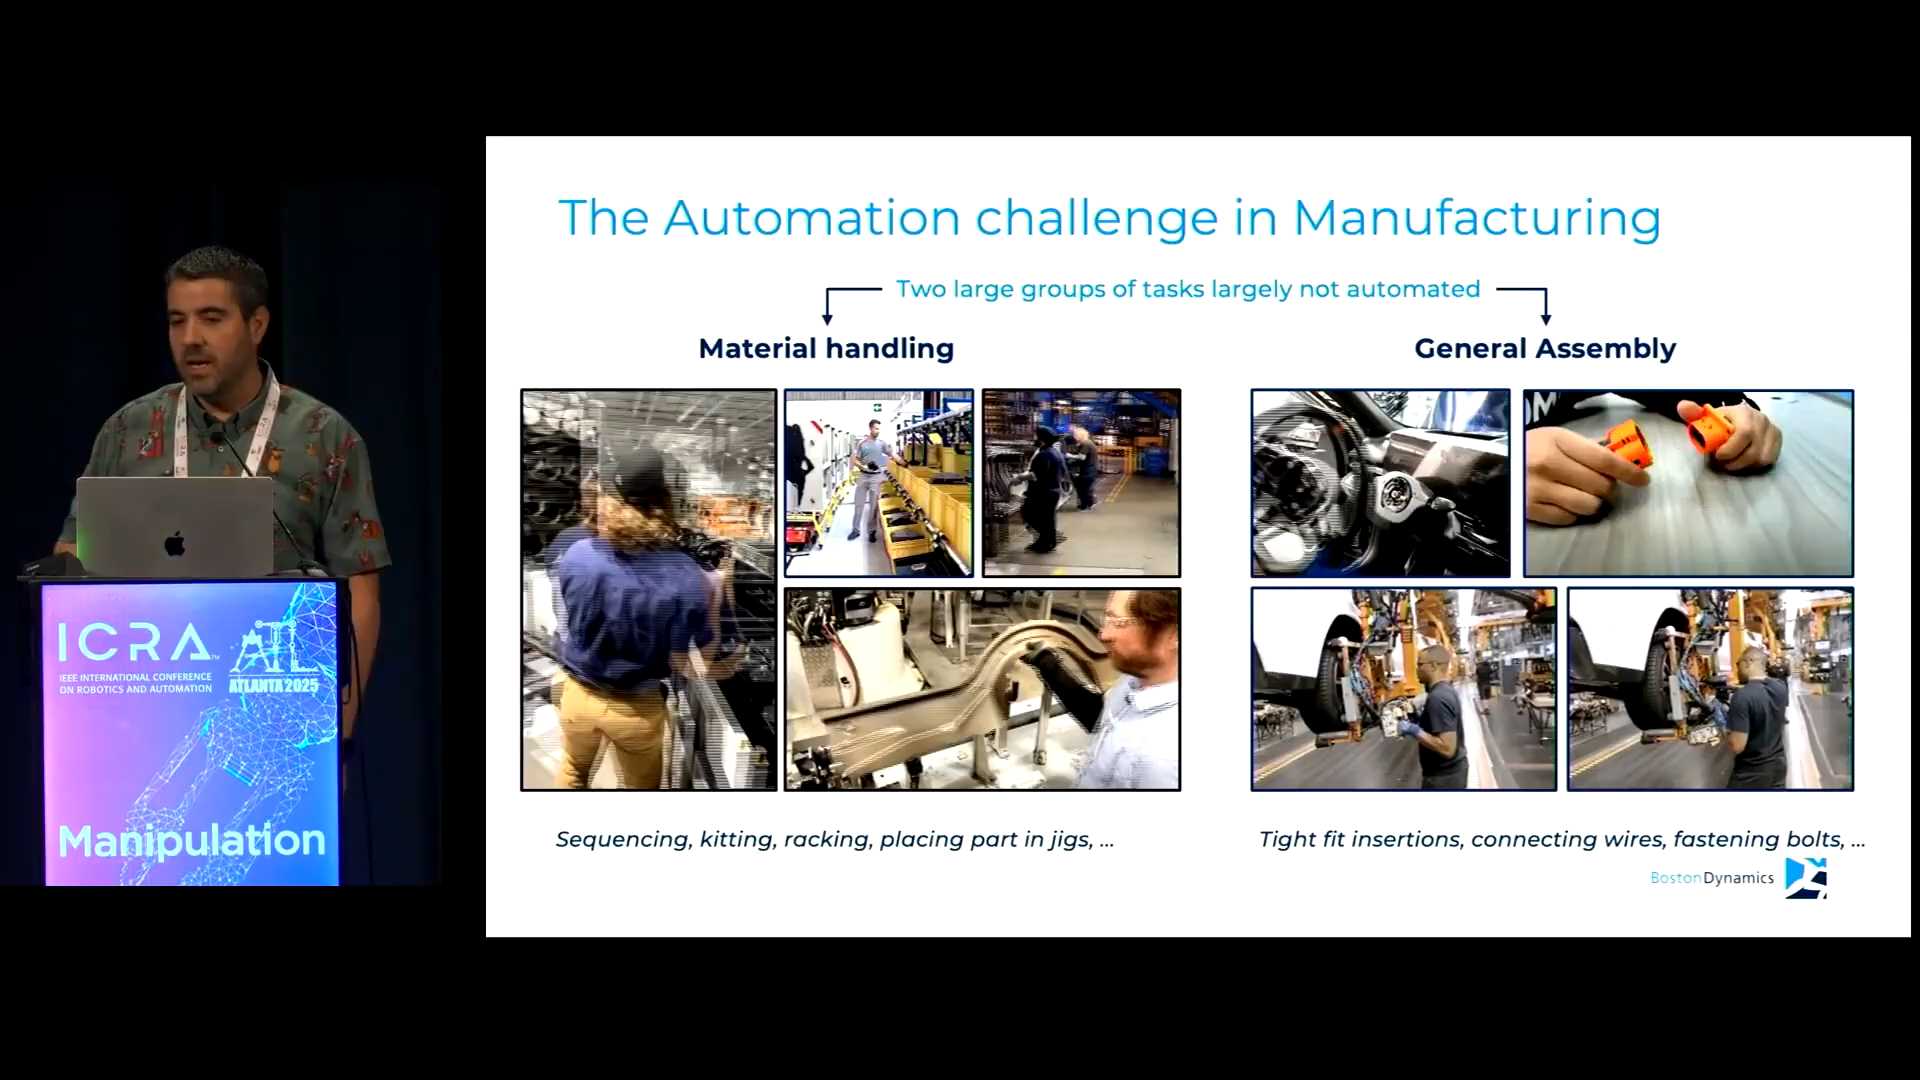 The Automation challenge in Manufacturing
Two large groups of tasks largely not automated
Material handling
General Assembly
Sequencing, kitting, racking, placing part in jigs, ...
Tight fit insertions, connecting wires, fastening bolts, ...
BostonDynamics
ICRA™
IEEE INTERNATIONAL CONFERENCE
ON ROBOTICS AND AUTOMATION
ATL
ATLANTA 2025
Manipulation